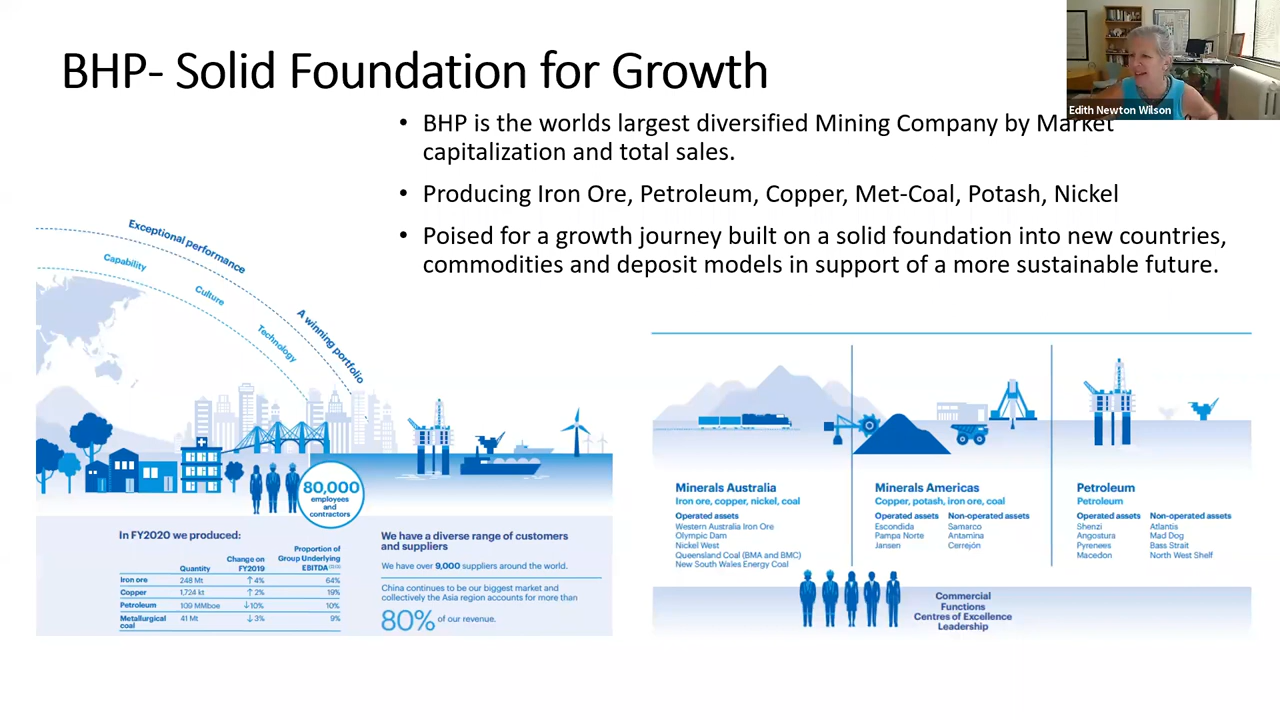 BHP- Solid Foundation for Growth
Edith Newton Wilson
• BHP is the worlds largest diversified Mining Company by Market
capitalization and total sales.
• Producing Iron Ore, Petroleum, Copper, Met-Coal, Potash, Nickel
• Poised for a growth journey built on a solid foundation into new countries,
commodities and deposit models in support of a more sustainable future.
Exceptional performance
A winning portfolio
Capability
Culture
Technology
80,000
employees
and
contractors
In FY2020 we produced:
Quantity
Change on
FY2019
Proportion of
Group Underlying
EBITDA
Iron ore 248 Mt ↑ 4% 64%
Copper 1,724 kt ↑ 2% 19%
Petroleum 109 MMboe ↓ 10% 10%
Metallurgical
coal 41 Mt ↓ 3% 9%
We have a diverse range of customers
and suppliers
We have over 9,000 suppliers around the world.
China continues to be our biggest market and
collectively the Asia region accounts for more than
80% of our revenue.
Minerals Australia
Iron ore, copper, nickel, coal
Operated assets
Western Australia Iron Ore
Olympic Dam
Nickel West
Queensland Coal (BMA and BMC)
New South Wales Energy Coal
Minerals Americas
Copper, potash, iron ore, coal
Operated assets
Escondida
Pampa Norte
Jansen
Non-operated assets
Samarco
Antamina
Cerrejón
Petroleum
Petroleum
Operated assets
Shenzi
Angostura
Pyrenees
Macedon
Non-operated assets
Atlantis
Mad Dog
Bass Strait
North West Shelf
Commercial
Functions
Centres of Excellence
Leadership